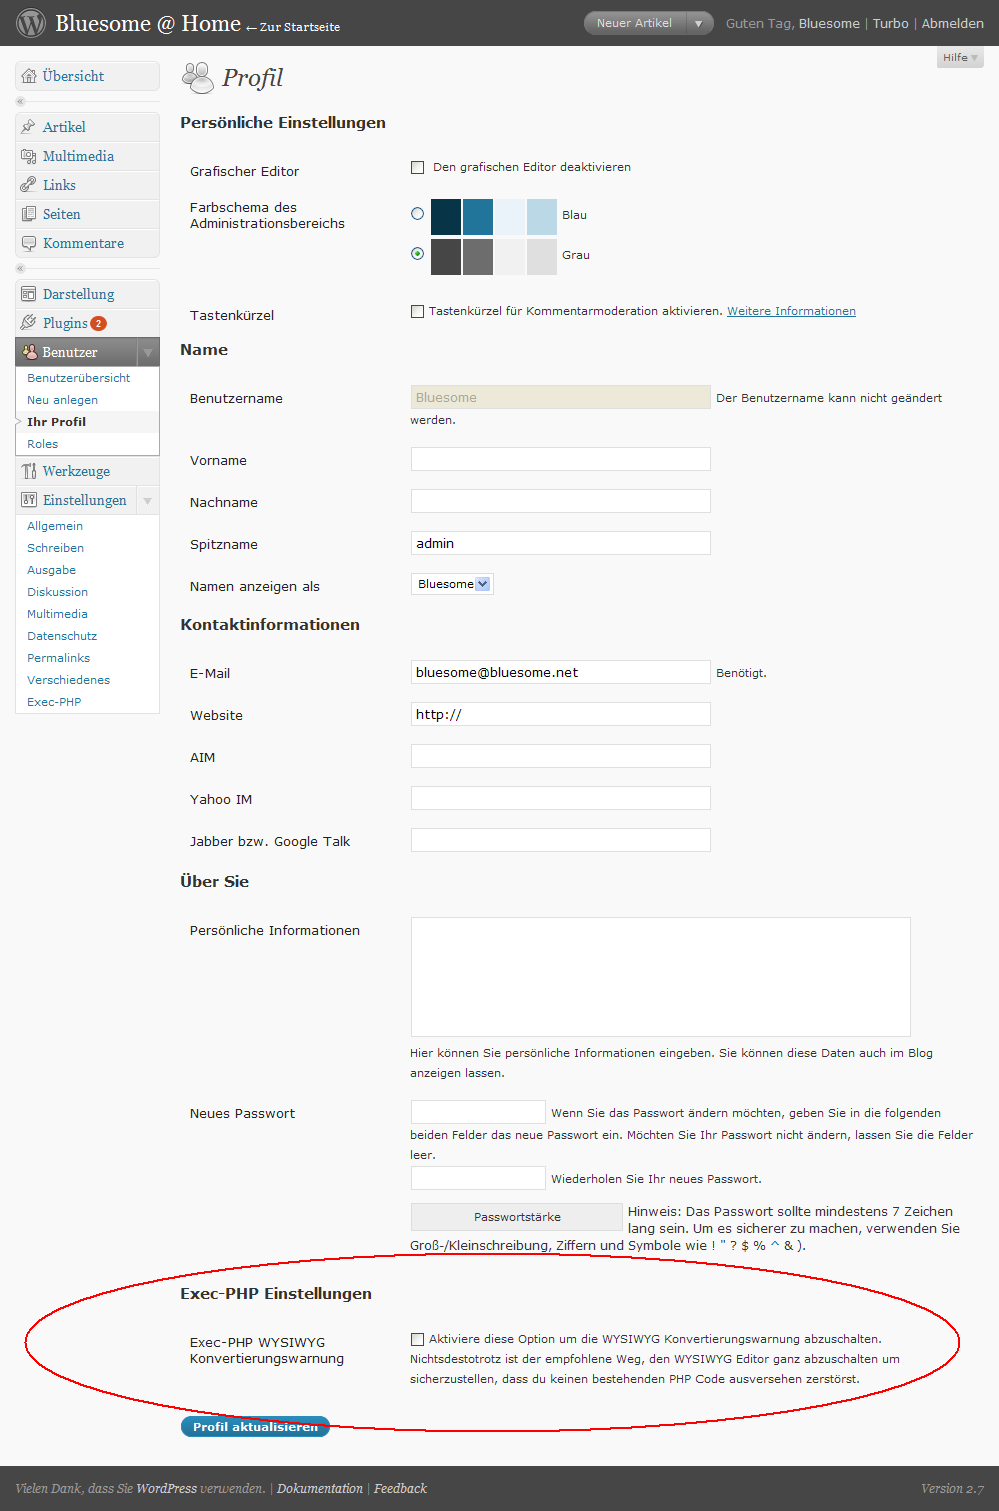 Bluesome @ Home ← Zur Startseite
Neuer Artikel
Guten Tag, Bluesome | Turbo | Abmelden
Hilfe
Übersicht
Artikel
Multimedia
Links
Seiten
Kommentare
Darstellung
Plugins 2
Benutzer
Benutzerübersicht
Neu anlegen
Ihr Profil
Roles
Werkzeuge
Einstellungen
Allgemein
Schreiben
Ausgabe
Diskussion
Multimedia
Datenschutz
Permalinks
Verschiedenes
Exec-PHP
Profil
Persönliche Einstellungen
Grafischer Editor
Den grafischen Editor deaktivieren
Farbschema des
Administrationsbereichs
Blau
Grau
Tastenkürzel
Tastenkürzel für Kommentarmoderation aktivieren. Weitere Informationen
Name
Benutzername
Bluesome Der Benutzername kann nicht geändert
werden.
Vorname
Nachname
Spitzname
admin
Namen anzeigen als
Bluesome
Kontaktinformationen
E-Mail
bluesome@bluesome.net Benötigt.
Website
http://
AIM
Yahoo IM
Jabber bzw. Google Talk
Über Sie
Persönliche Informationen
Hier können Sie persönliche Informationen eingeben. Sie können diese Daten auch im Blog
anzeigen lassen.
Neues Passwort
Wenn Sie das Passwort ändern möchten, geben Sie in die folgenden
beiden Felder das neue Passwort ein. Möchten Sie Ihr Passwort nicht ändern, lassen Sie die Felder
leer.
Wiederholen Sie Ihr neues Passwort.
Passwortstärke
Hinweis: Das Passwort sollte mindestens 7 Zeichen
lang sein. Um es sicherer zu machen, verwenden Sie
Groß-/Kleinschreibung, Ziffern und Symbole wie ! " ? $ % ^ & ).
Exec-PHP Einstellungen
Exec-PHP WYSIWYG
Konvertierungswarnung
Aktiviere diese Option um die WYSIWYG Konvertierungswarnung abzuschalten.
Nichtsdestotrotz ist der empfohlene Weg, den WYSIWYG Editor ganz abzuschalten um
sicherzustellen, dass du keinen bestehenden PHP Code ausversehen zerstörst.
Profil aktualisieren
Vielen Dank, dass Sie WordPress verwenden. | Dokumentation | Feedback
Version 2.7